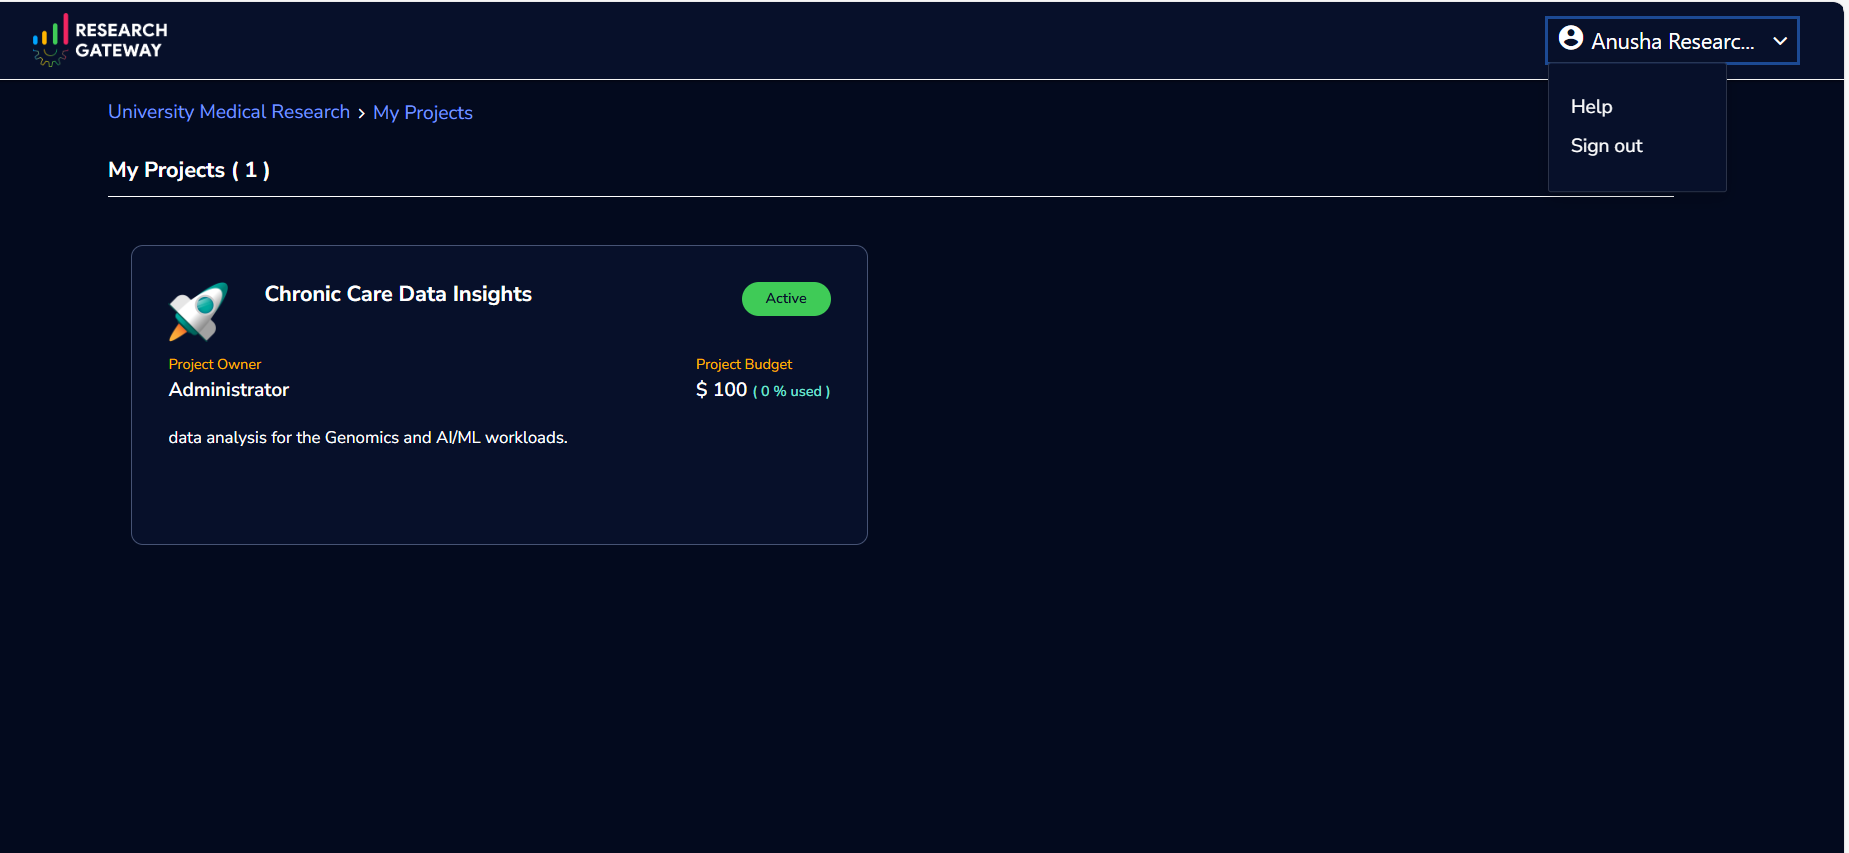 RESEARCH
GATEWAY
Anusha Researc...
Help
Sign out
University Medical Research › My Projects
My Projects ( 1 )
Chronic Care Data Insights
Active
Project Owner
Administrator
Project Budget
$ 100 ( 0 % used )
data analysis for the Genomics and AI/ML workloads.